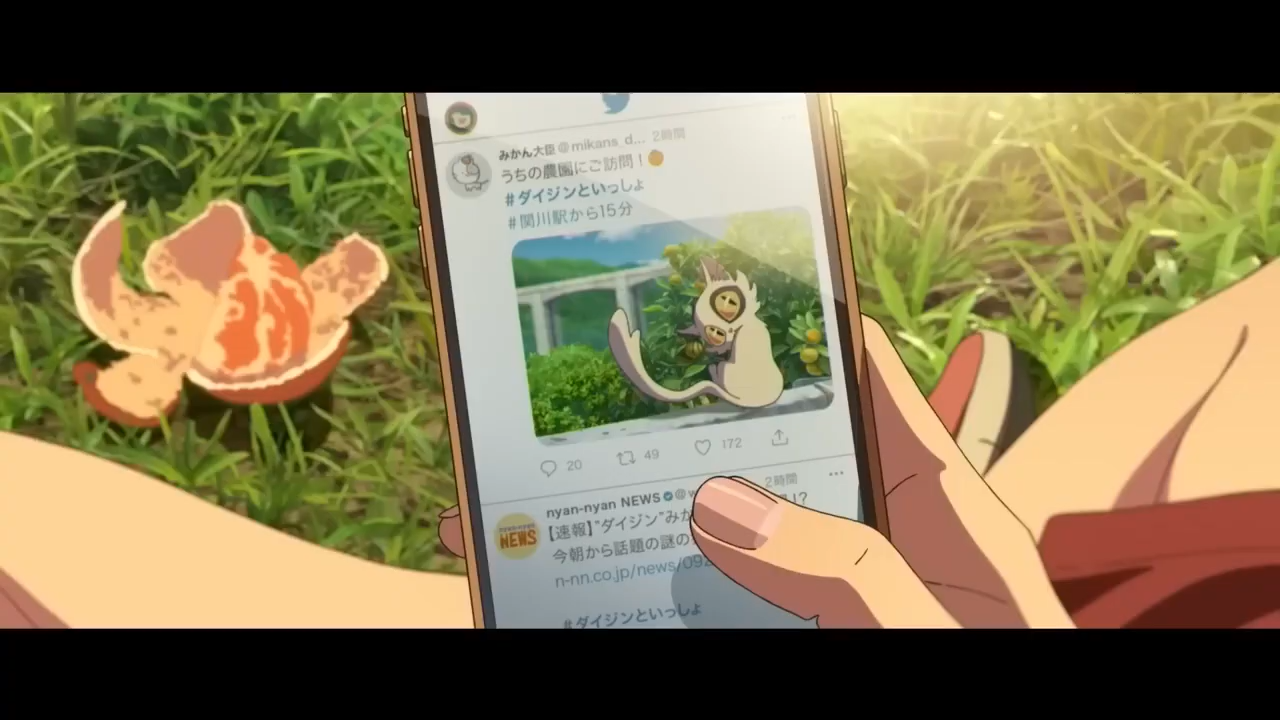 みかん大臣 @mikans_d... 2時間
うちの農園にご訪問!
#ダイジンといっしょ
#関川駅から15分
20 49 172
nyan-nyan NEWS @w 2時間
NEWS
【速報】"ダイジン"みか !?
今朝から話題の謎の
n-nn.co.jp/news/092
#ダイジンといっしょ